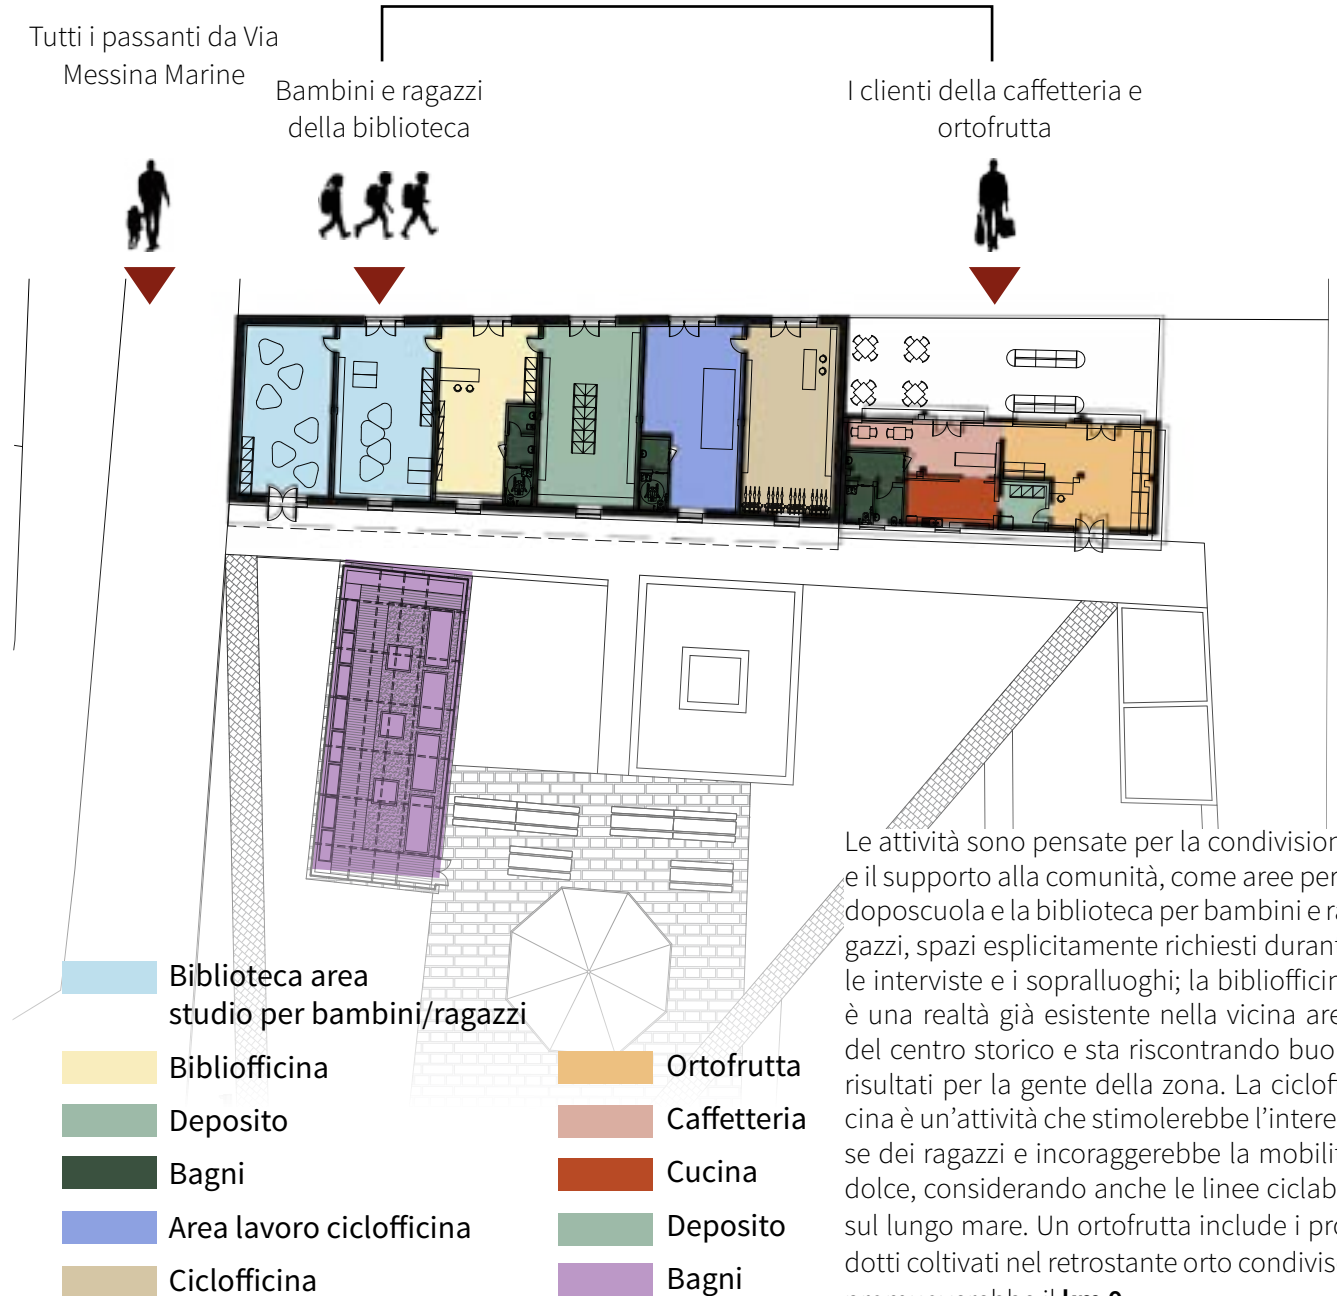 Tutti i passanti da Via
Messina Marine
Bambini e ragazzi
della biblioteca
I clienti della caffetteria e
ortofrutta
Biblioteca area
studio per bambini/ragazzi
Bibliofficina
Deposito
Bagni
Area lavoro ciclofficina
Ciclofficina
Ortofrutta
Caffetteria
Cucina
Deposito
Bagni
Le attività sono pensate per la condivision
e il supporto alla comunità, come aree per
doposcuola e la biblioteca per bambini e ra
gazzi, spazi esplicitamente richiesti durant
le interviste e i sopralluoghi; la bibliofficin
è una realtà già esistente nella vicina are
del centro storico e sta riscontrando buo
risultati per la gente della zona. La ciclof
cina è un’attività che stimolerebbe l’intere
se dei ragazzi e incoraggerebbe la mobilit
dolce, considerando anche le linee ciclab
sul lungo mare. Un ortofrutta include i pro
dotti coltivati nel retrostante orto condivis
km 0